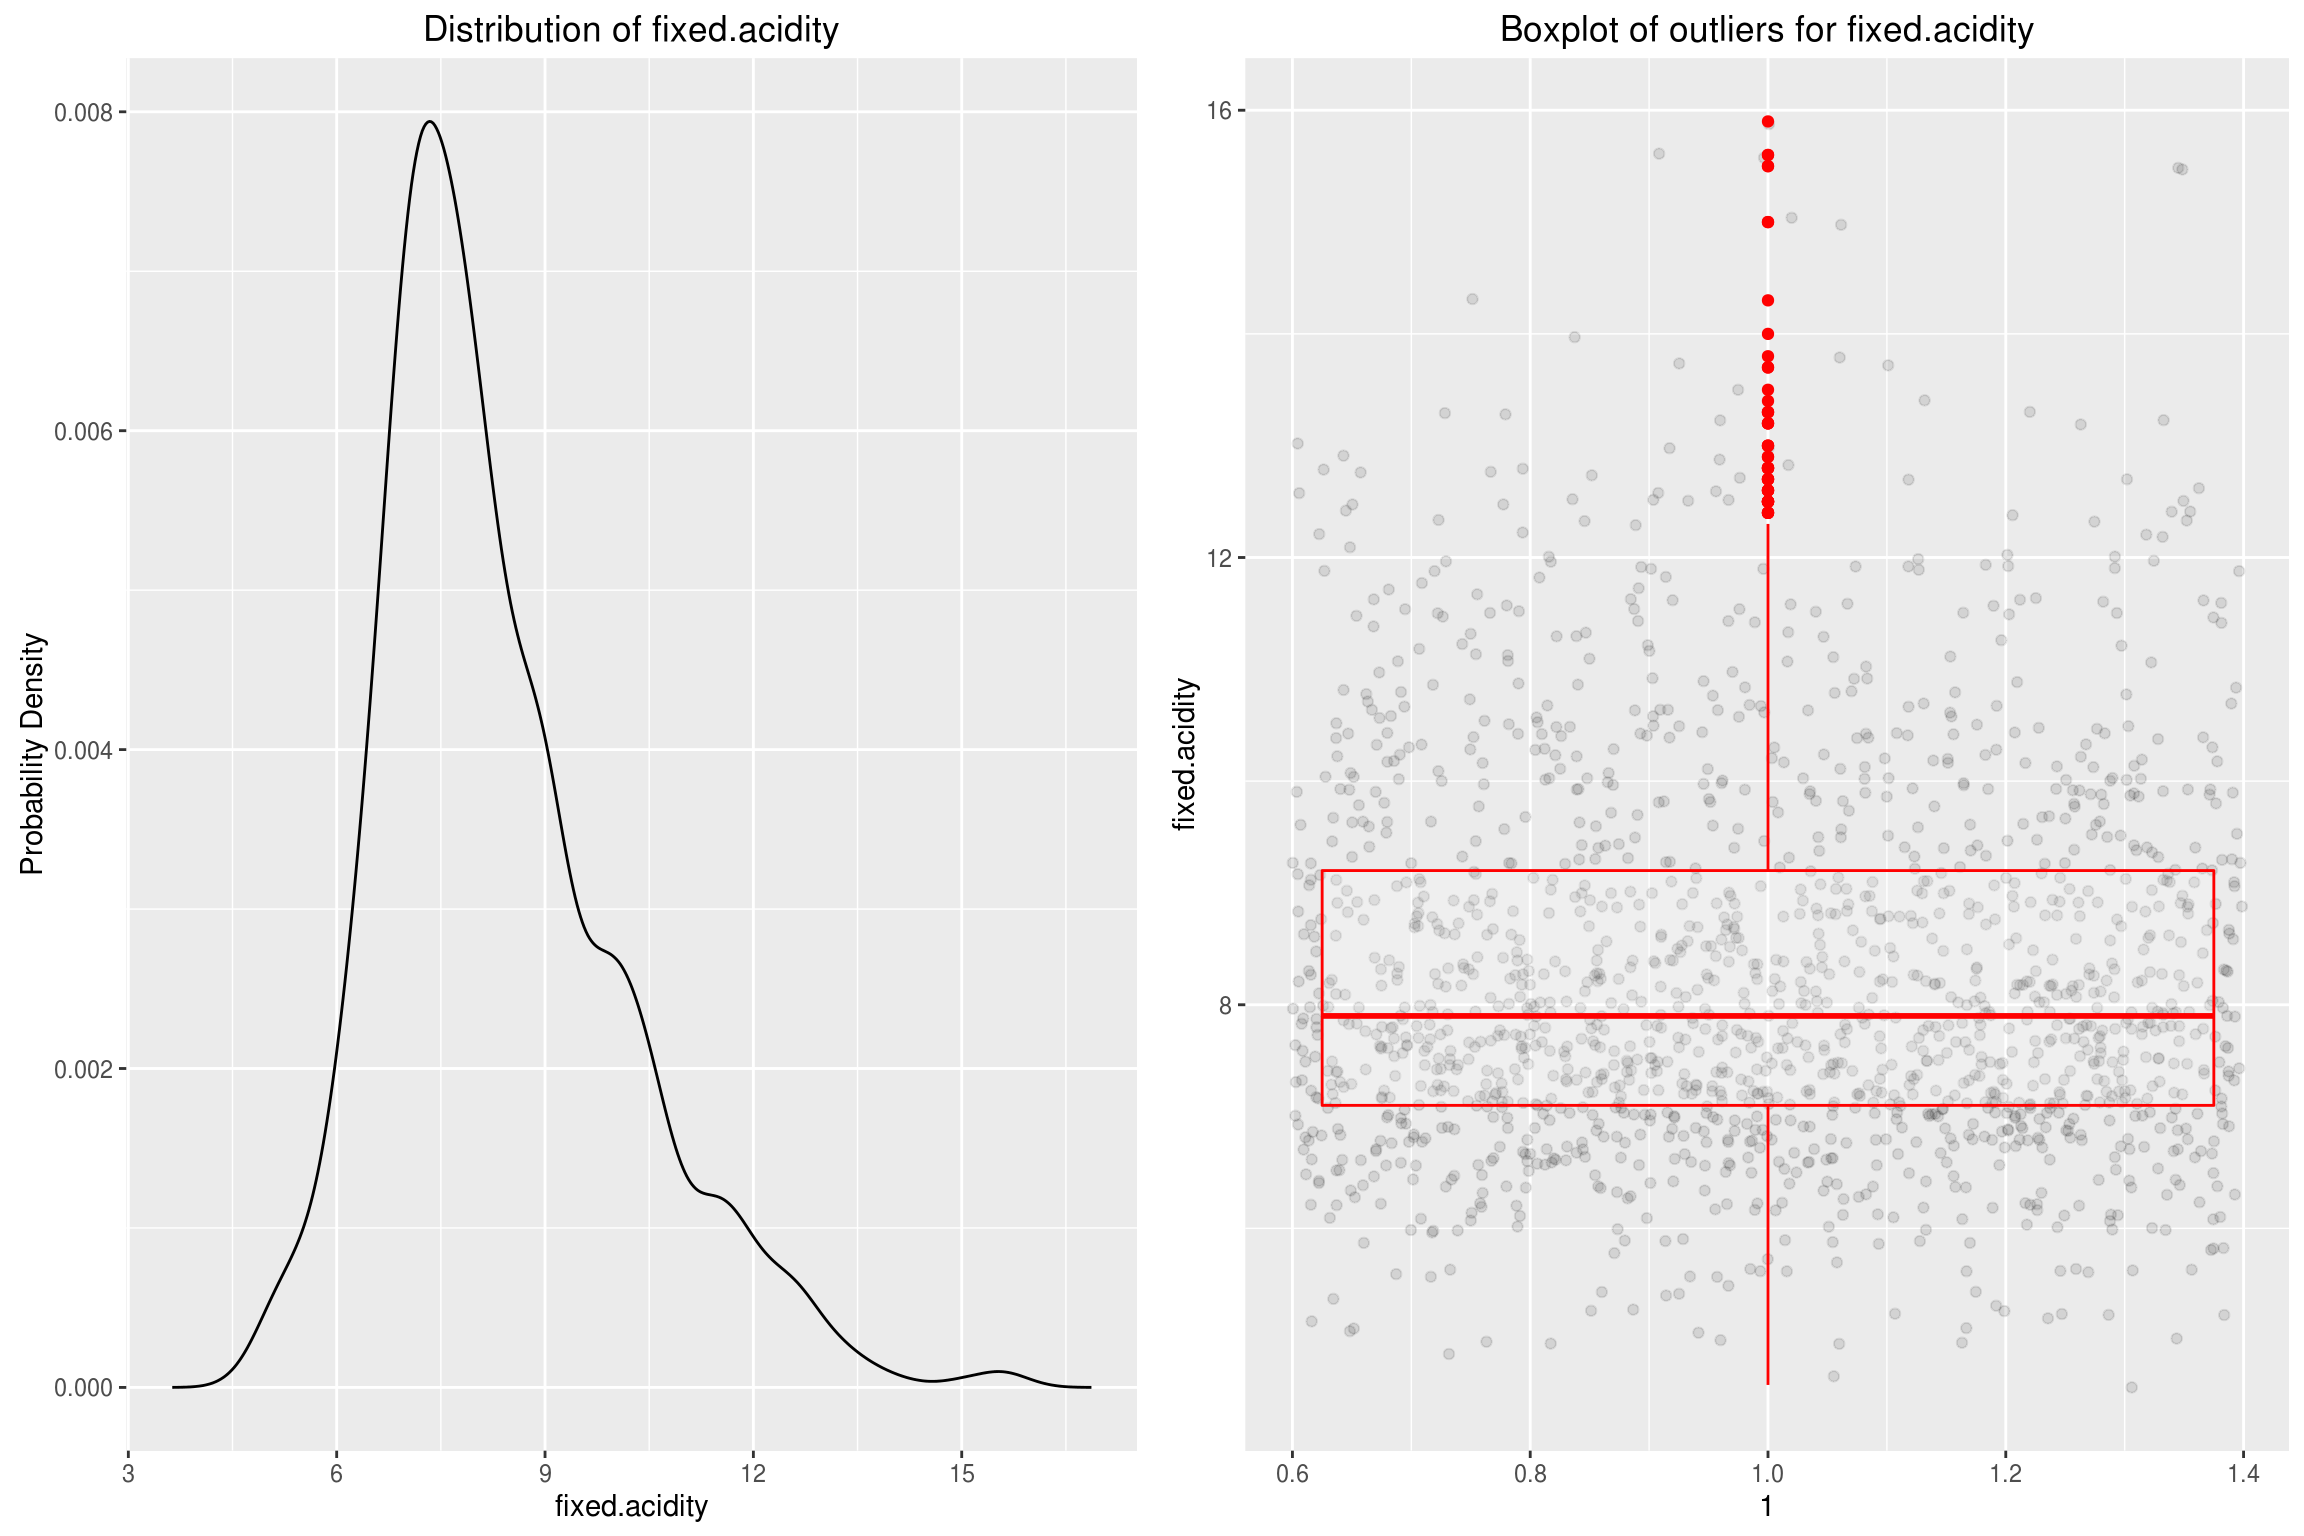 Distribution of fixed.acidity
Probability Density
0.008
0.006
0.004
0.002
0.000
3 6 9 12 15
fixed.acidity
Boxplot of outliers for fixed.acidity
fixed.acidity
16
12
8
0.6 0.8 1.0 1.2 1.4
1